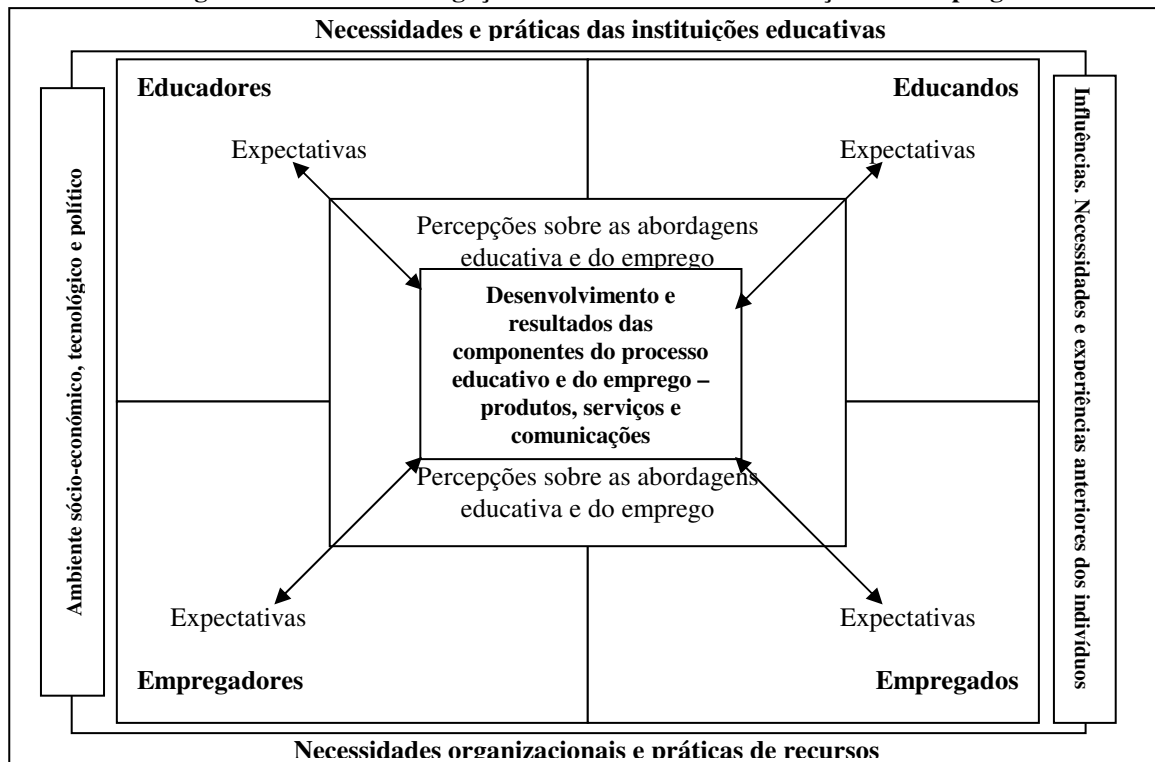 Necessidades e práticas das instituições educativas
Educadores
Educandos
Expectativas
Expectativas
Ambiente sócio-económico, tecnológico e político
Influências. Necessidades e experiências anteriores dos indivíduos
Percepções sobre as abordagens
educativa e do emprego
Desenvolvimento e
resultados das
componentes do processo
educativo e do emprego –
produtos, serviços e
comunicações
Percepções sobre as abordagens
educativa e do emprego
Expectativas
Expectativas
Empregadores
Empregados
Necessidades organizacionais e práticas de recursos